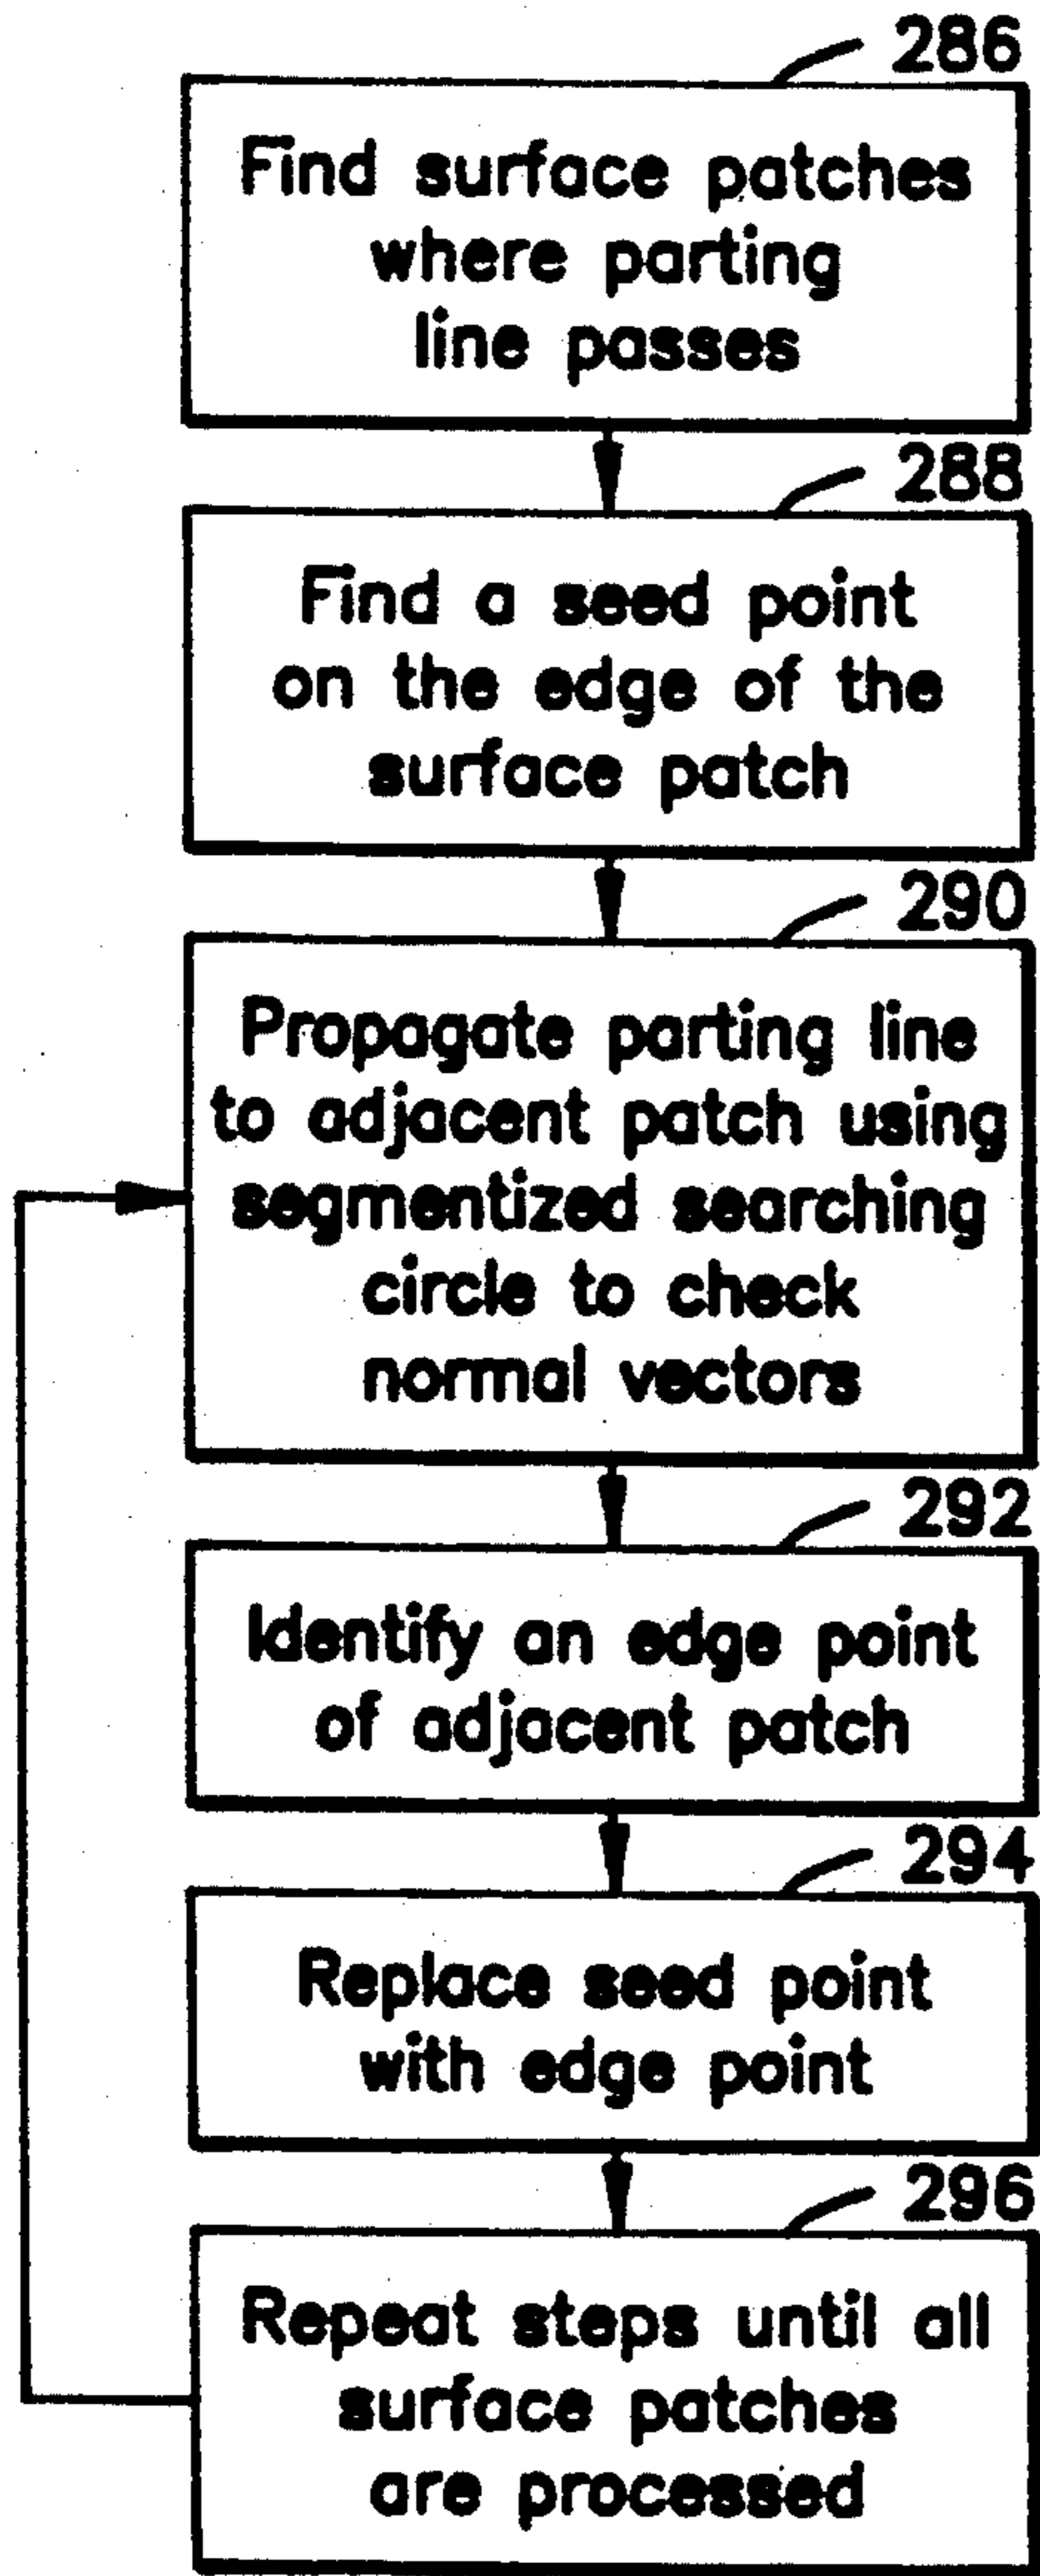 286
Find surface patches
where parting
line passes
288
Find a seed point
on the edge of the
surface patch
290
Propagate parting line
to adjacent patch using
segmentized searching
circle to check
normal vectors
292
Identify an edge point
of adjacent patch
294
Replace seed point
with edge point
296
Repeat steps until all
surface patches
are processed